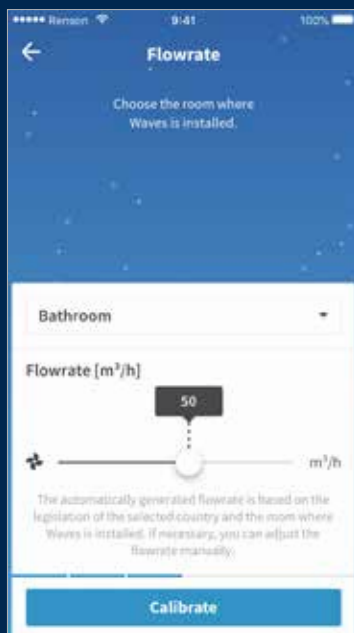 Renson 9:41 100%
Flowrate
Choose the room where
Waves is installed.
Bathroom
Flowrate [m³/h]
50
m³/h
The automatically generated flowrate is based on the
legislation of the selected country and the room where
Waves is installed. If necessary, you can adjust the
flowrate manually.
Calibrate